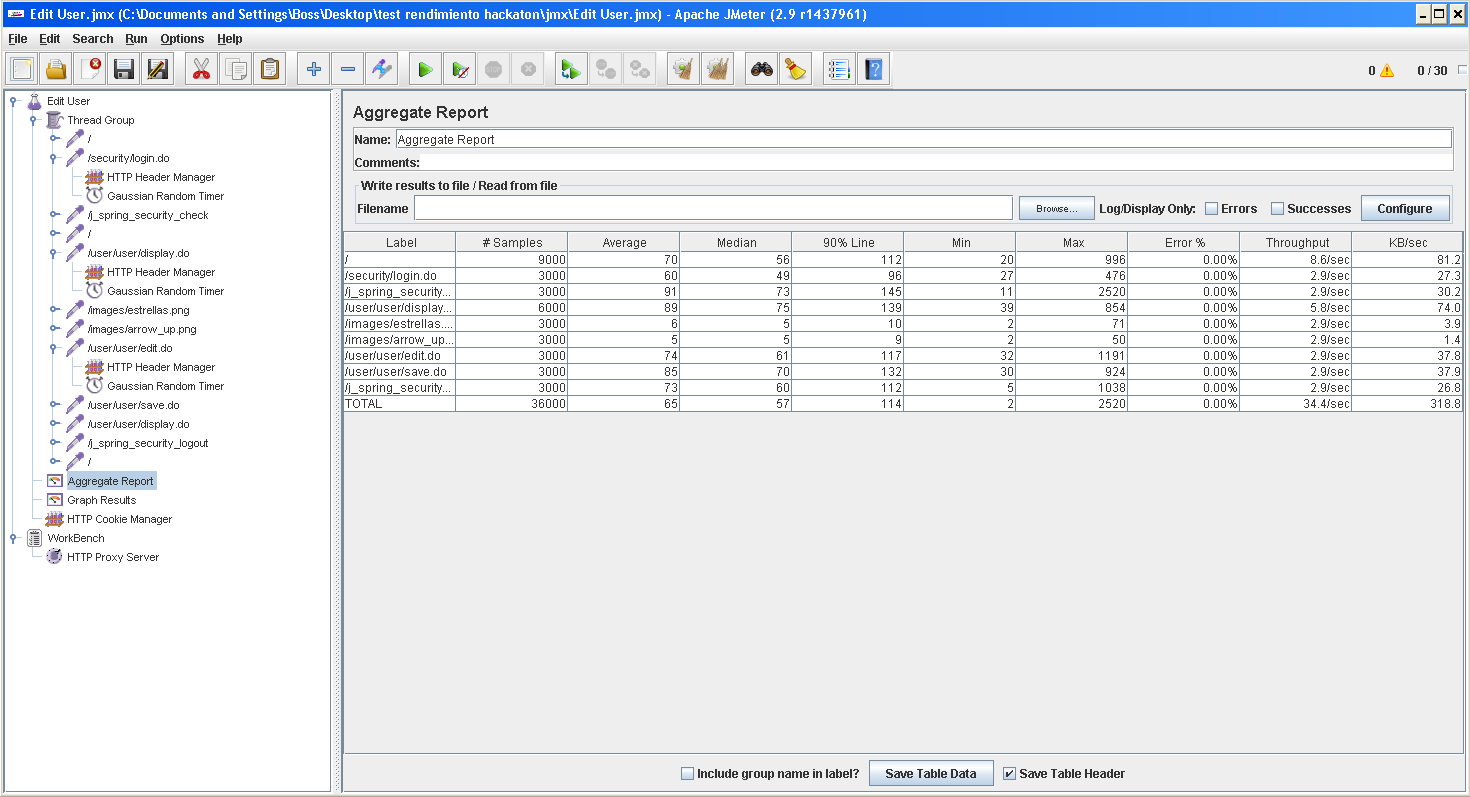 Edit User.jmx (C:\Documents and Settings\Boss\Desktop\test rendimiento hackaton\jmx\Edit User.jmx) - Apache JMeter (2.9 r1437961)
File Edit Search Run Options Help
0 0 / 30
Edit User
Thread Group
/
/security/login.do
HTTP Header Manager
Gaussian Random Timer
/j_spring_security_check
/
/user/user/display.do
HTTP Header Manager
Gaussian Random Timer
/images/estrellas.png
/images/arrow_up.png
/user/user/edit.do
HTTP Header Manager
Gaussian Random Timer
/user/user/save.do
/user/user/display.do
/j_spring_security_logout
/
Aggregate Report
Graph Results
HTTP Cookie Manager
WorkBench
HTTP Proxy Server
Aggregate Report
Name: Aggregate Report
Comments:
Write results to file / Read from file
Filename Browse... Log/Display Only: Errors Successes Configure
Label # Samples Average Median 90% Line Min Max Error % Throughput KB/sec
/ 9000 70 56 112 20 996 0.00% 8.6/sec 81.2
/security/login.do 3000 60 49 96 27 476 0.00% 2.9/sec 27.3
/j_spring_security... 3000 91 73 145 11 2520 0.00% 2.9/sec 30.2
/user/user/display... 6000 89 75 139 39 854 0.00% 5.8/sec 74.0
/images/estrellas.... 3000 6 5 10 2 71 0.00% 2.9/sec 3.9
/images/arrow_up... 3000 5 5 9 2 50 0.00% 2.9/sec 1.4
/user/user/edit.do 3000 74 61 117 32 1191 0.00% 2.9/sec 37.8
/user/user/save.do 3000 85 70 132 30 924 0.00% 2.9/sec 37.9
/j_spring_security... 3000 73 60 112 5 1038 0.00% 2.9/sec 26.8
TOTAL 36000 65 57 114 2 2520 0.00% 34.4/sec 318.8
Include group name in label? Save Table Data Save Table Header